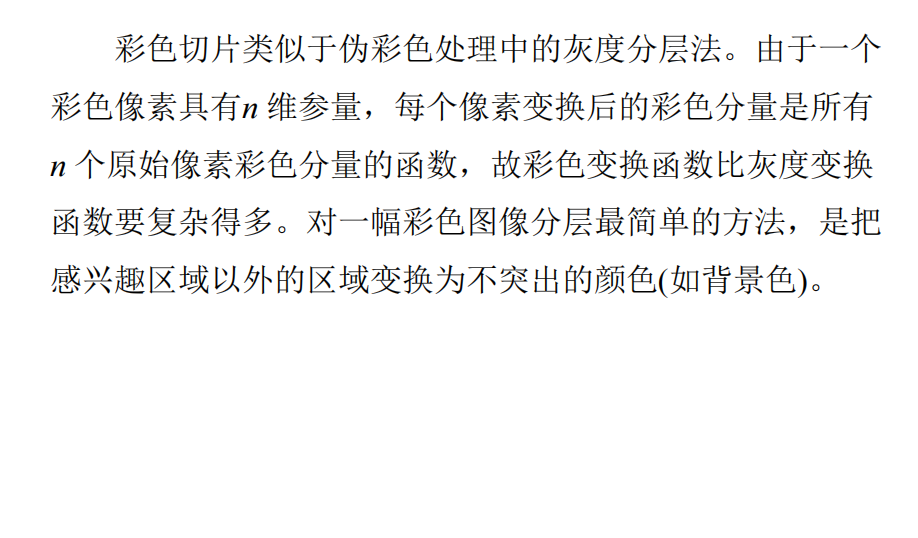 彩色切片类似于伪彩色处理中的灰度分层法。由于一个
彩色像素具有n 维参量，每个像素变换后的彩色分量是所有
n 个原始像素彩色分量的函数，故彩色变换函数比灰度变换
函数要复杂得多。对一幅彩色图像分层最简单的方法，是把
感兴趣区域以外的区域变换为不突出的颜色(如背景色)。